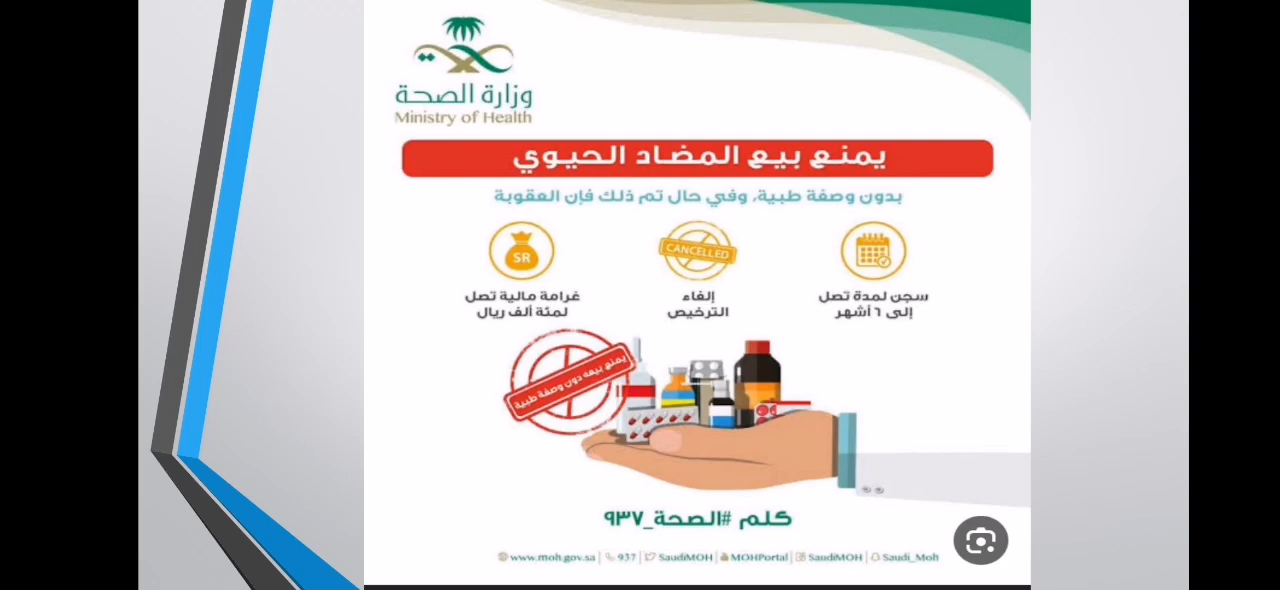 وزارة الصحة
Ministry of Health
يمنع بيع المضاد الحيوي
بدون وصفة طبية، وفي حال تم ذلك فإن العقوبة
CANCELLED
SR
سجن لمدة تصل
إلى ٦ أشهر
إلغاء
الترخيص
غرامة مالية تصل
لمئة ألف ريال
يمنع بيعه دون وصفة طبية
كلم #الصحة_٩٣٧
www.moh.gov.sa | 937 | SaudiMOH | MOHPortal | SaudiMOH | Saudi_Moh